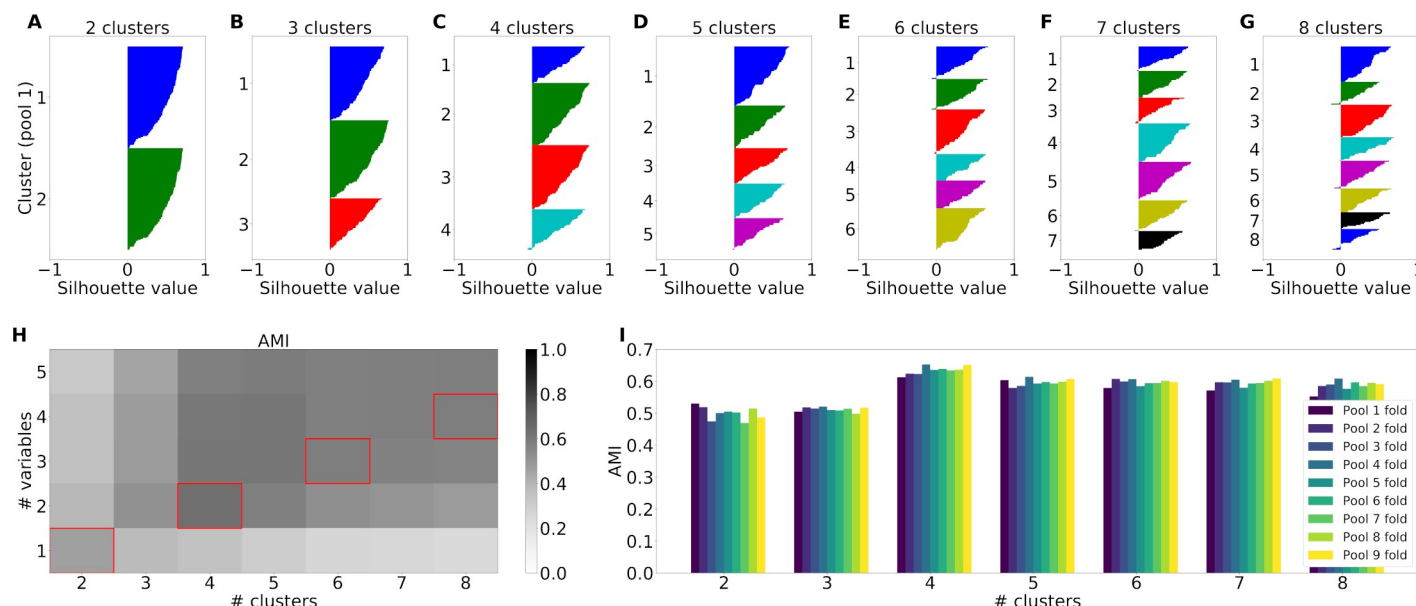 A 2 clusters
B 3 clusters
C 4 clusters
D 5 clusters
E 6 clusters
F 7 clusters
G 8 clusters
Cluster (pool 1)
1
2
−1 0 1
Silhouette value
1
2
3
−1 0 1
Silhouette value
1
2
3
4
−1 0 1
Silhouette value
1
2
3
4
5
−1 0 1
Silhouette value
1
2
3
4
5
6
−1 0 1
Silhouette value
1
2
3
4
5
6
7
−1 0 1
Silhouette value
1
2
3
4
5
6
7
8
−1 0 1
Silhouette value
H AMI
# variables
5
4
3
2
1
2 3 4 5 6 7 8
# clusters
1.0
0.8
0.6
0.4
0.2
0.0
I
AMI
0.7
0.6
0.5
0.4
0.3
0.2
0.1
0.0
2 3 4 5 6 7 8
# clusters
Pool 1 fold
Pool 2 fold
Pool 3 fold
Pool 4 fold
Pool 5 fold
Pool 6 fold
Pool 7 fold
Pool 8 fold
Pool 9 fold